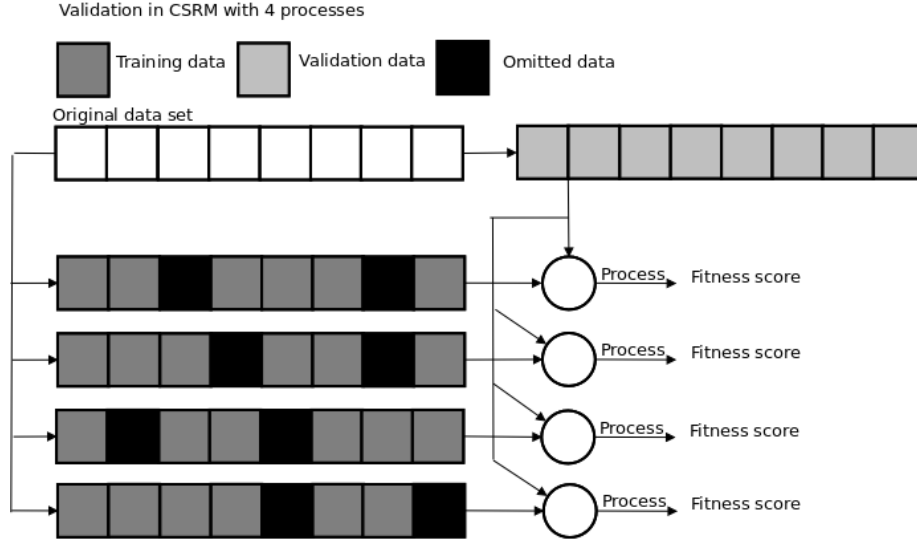 Validation in CSRM with 4 processes
Training data
Validation data
Omitted data
Original data set
Process
Fitness score
Process
Fitness score
Process
Fitness score
Process
Fitness score